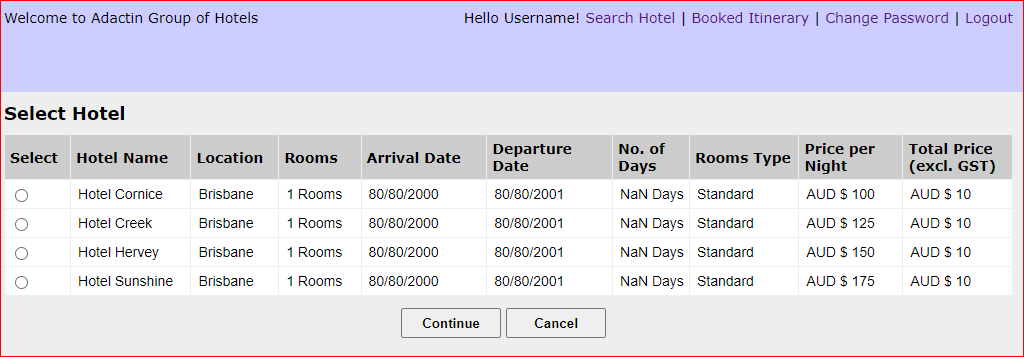 Welcome to Adactin Group of Hotels Hello Username! Search Hotel | Booked Itinerary | Change Password | Logout
Select Hotel
Select Hotel Name Location Rooms Arrival Date Departure Date No. of Days Rooms Type Price per Night Total Price (excl. GST)
Hotel Cornice Brisbane 1 Rooms 80/80/2000 80/80/2001 NaN Days Standard AUD $ 100 AUD $ 10
Hotel Creek Brisbane 1 Rooms 80/80/2000 80/80/2001 NaN Days Standard AUD $ 125 AUD $ 10
Hotel Hervey Brisbane 1 Rooms 80/80/2000 80/80/2001 NaN Days Standard AUD $ 150 AUD $ 10
Hotel Sunshine Brisbane 1 Rooms 80/80/2000 80/80/2001 NaN Days Standard AUD $ 175 AUD $ 10
Continue Cancel